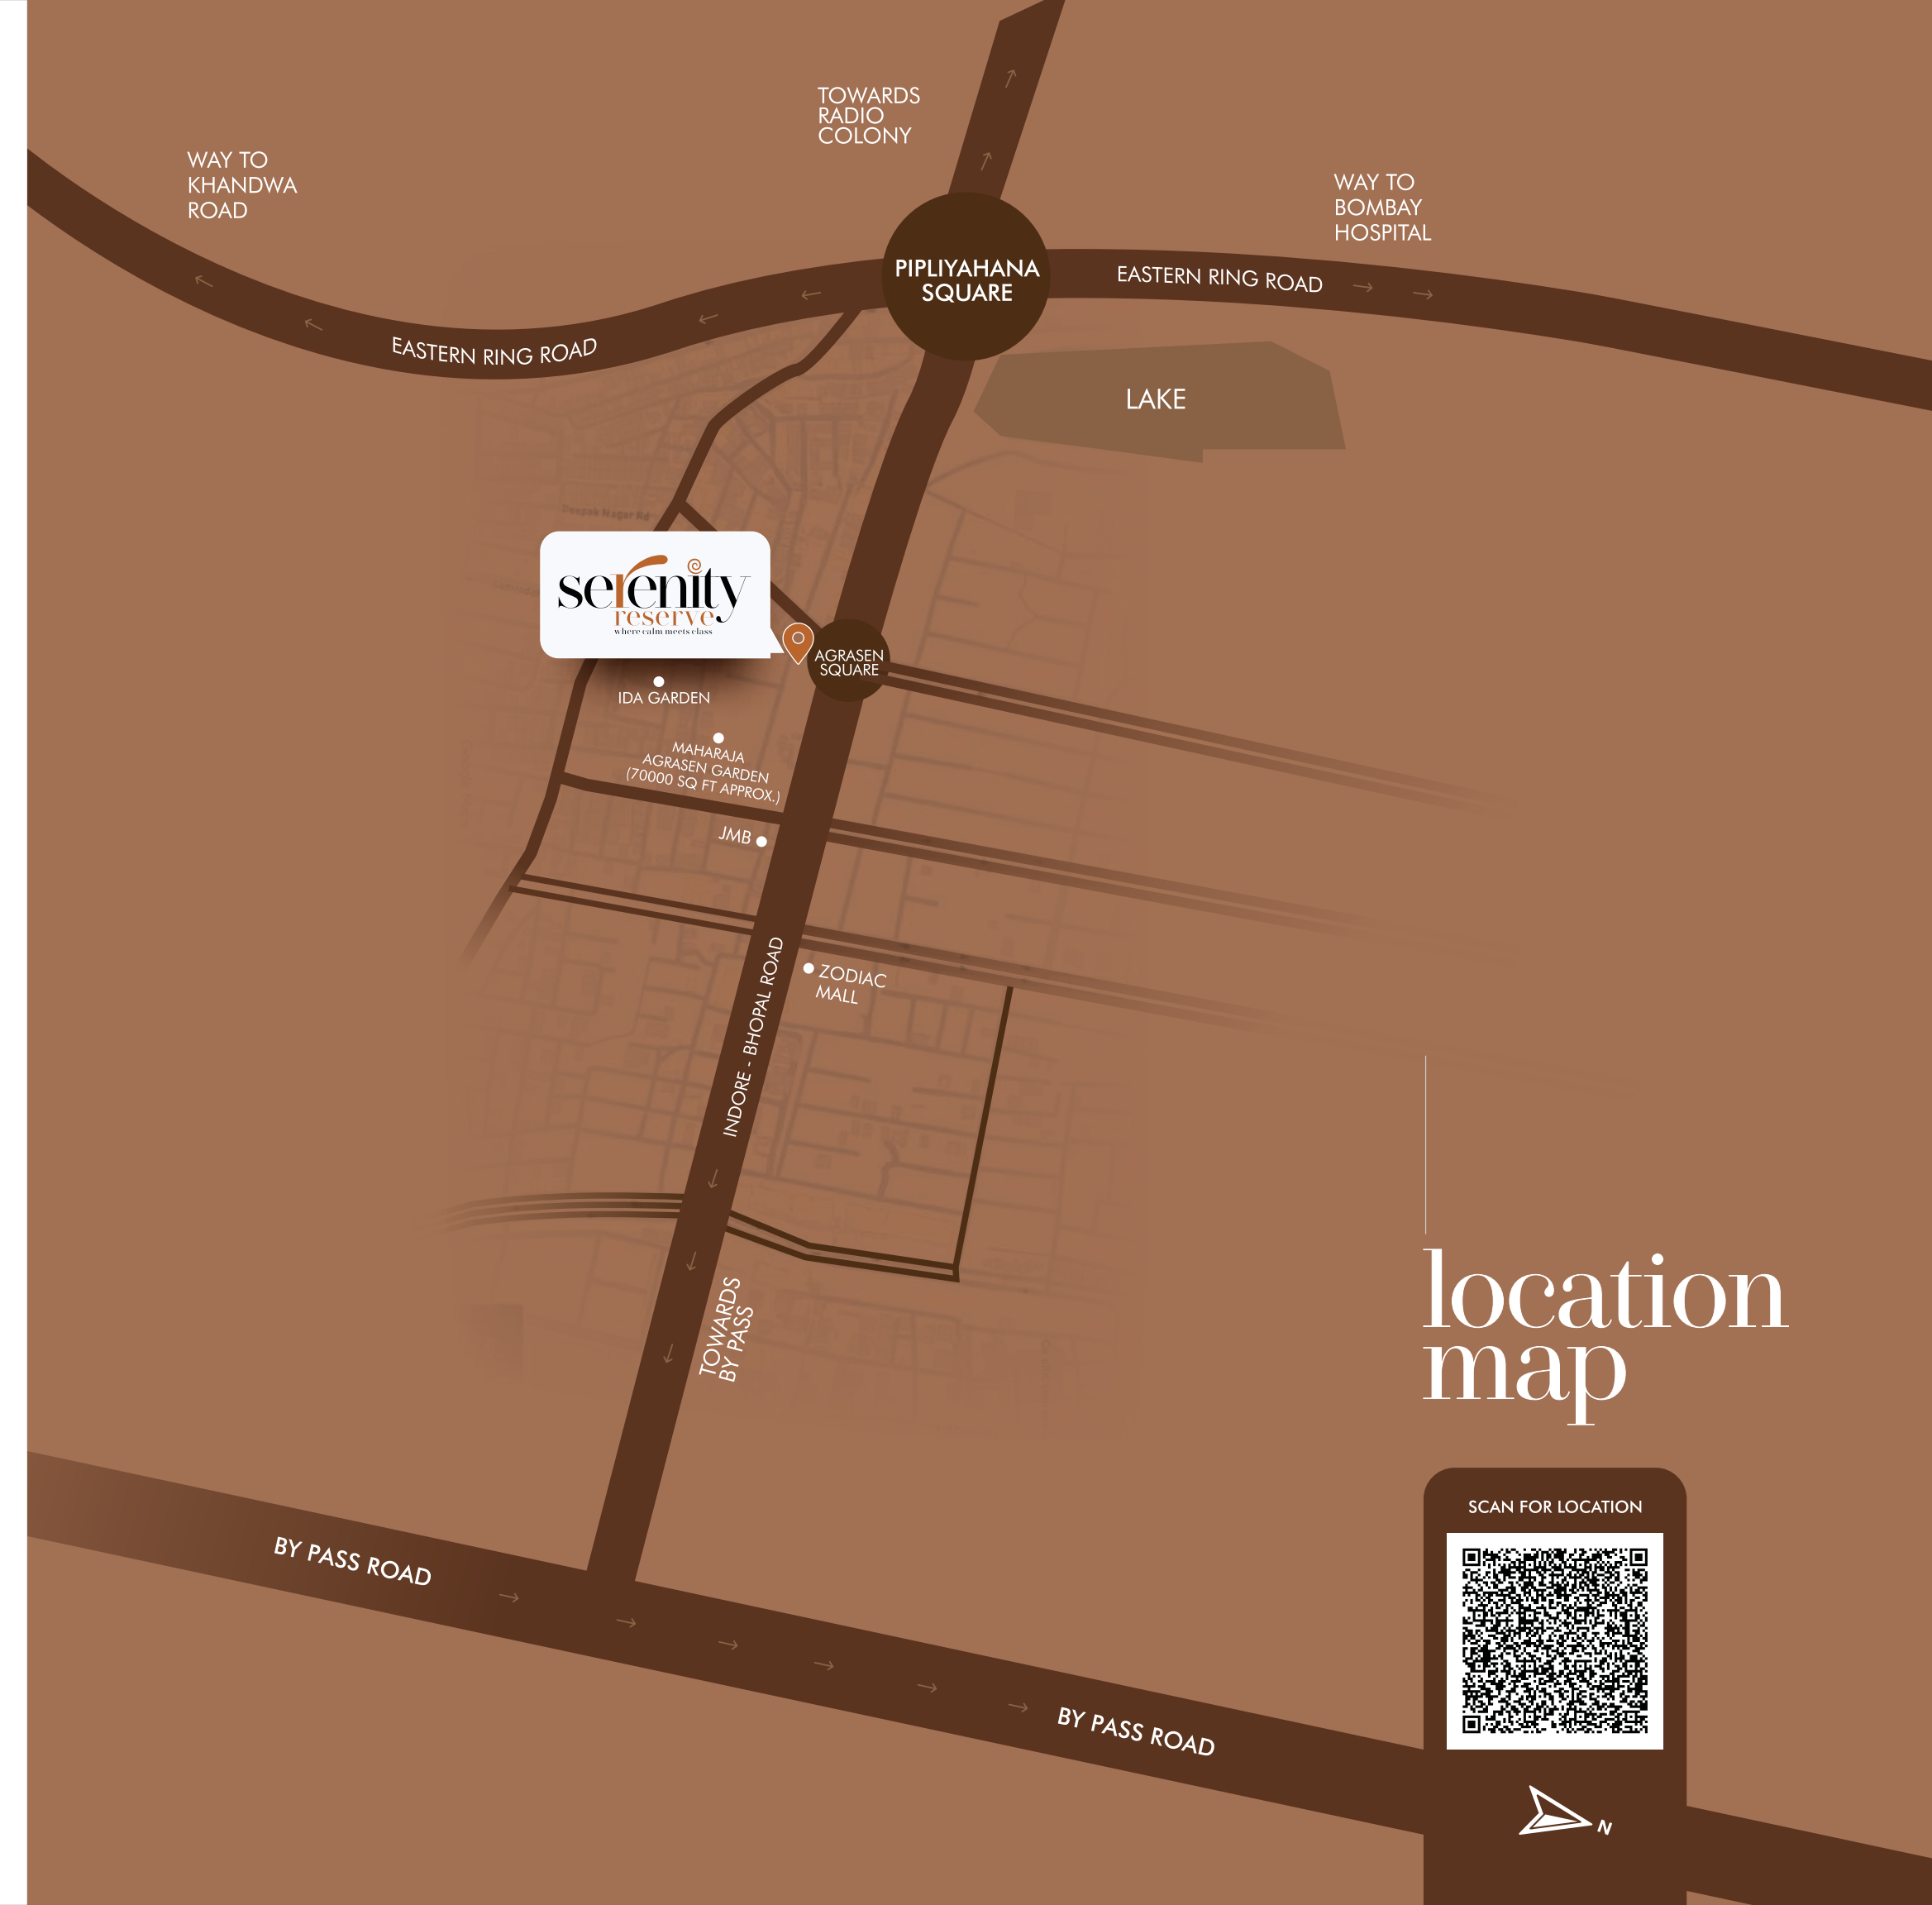 TOWARDS
RADIO
COLONY
WAY TO
KHANDWA
ROAD
WAY TO
BOMBAY
HOSPITAL
PIPLIYAHANA
SQUARE
EASTERN RING ROAD
EASTERN RING ROAD
LAKE
Deepak Nagar Rd
serenity
reserve
where calm meets class
AGRASEN
SQUARE
IDA GARDEN
MAHARAJA
AGRASEN GARDEN
(70000 SQ FT APPROX.)
JMB
ZODIAC
MALL
INDORE - BHOPAL ROAD
TOWARDS
BY PASS
location
map
SCAN FOR LOCATION
BY PASS ROAD
BY PASS ROAD
N